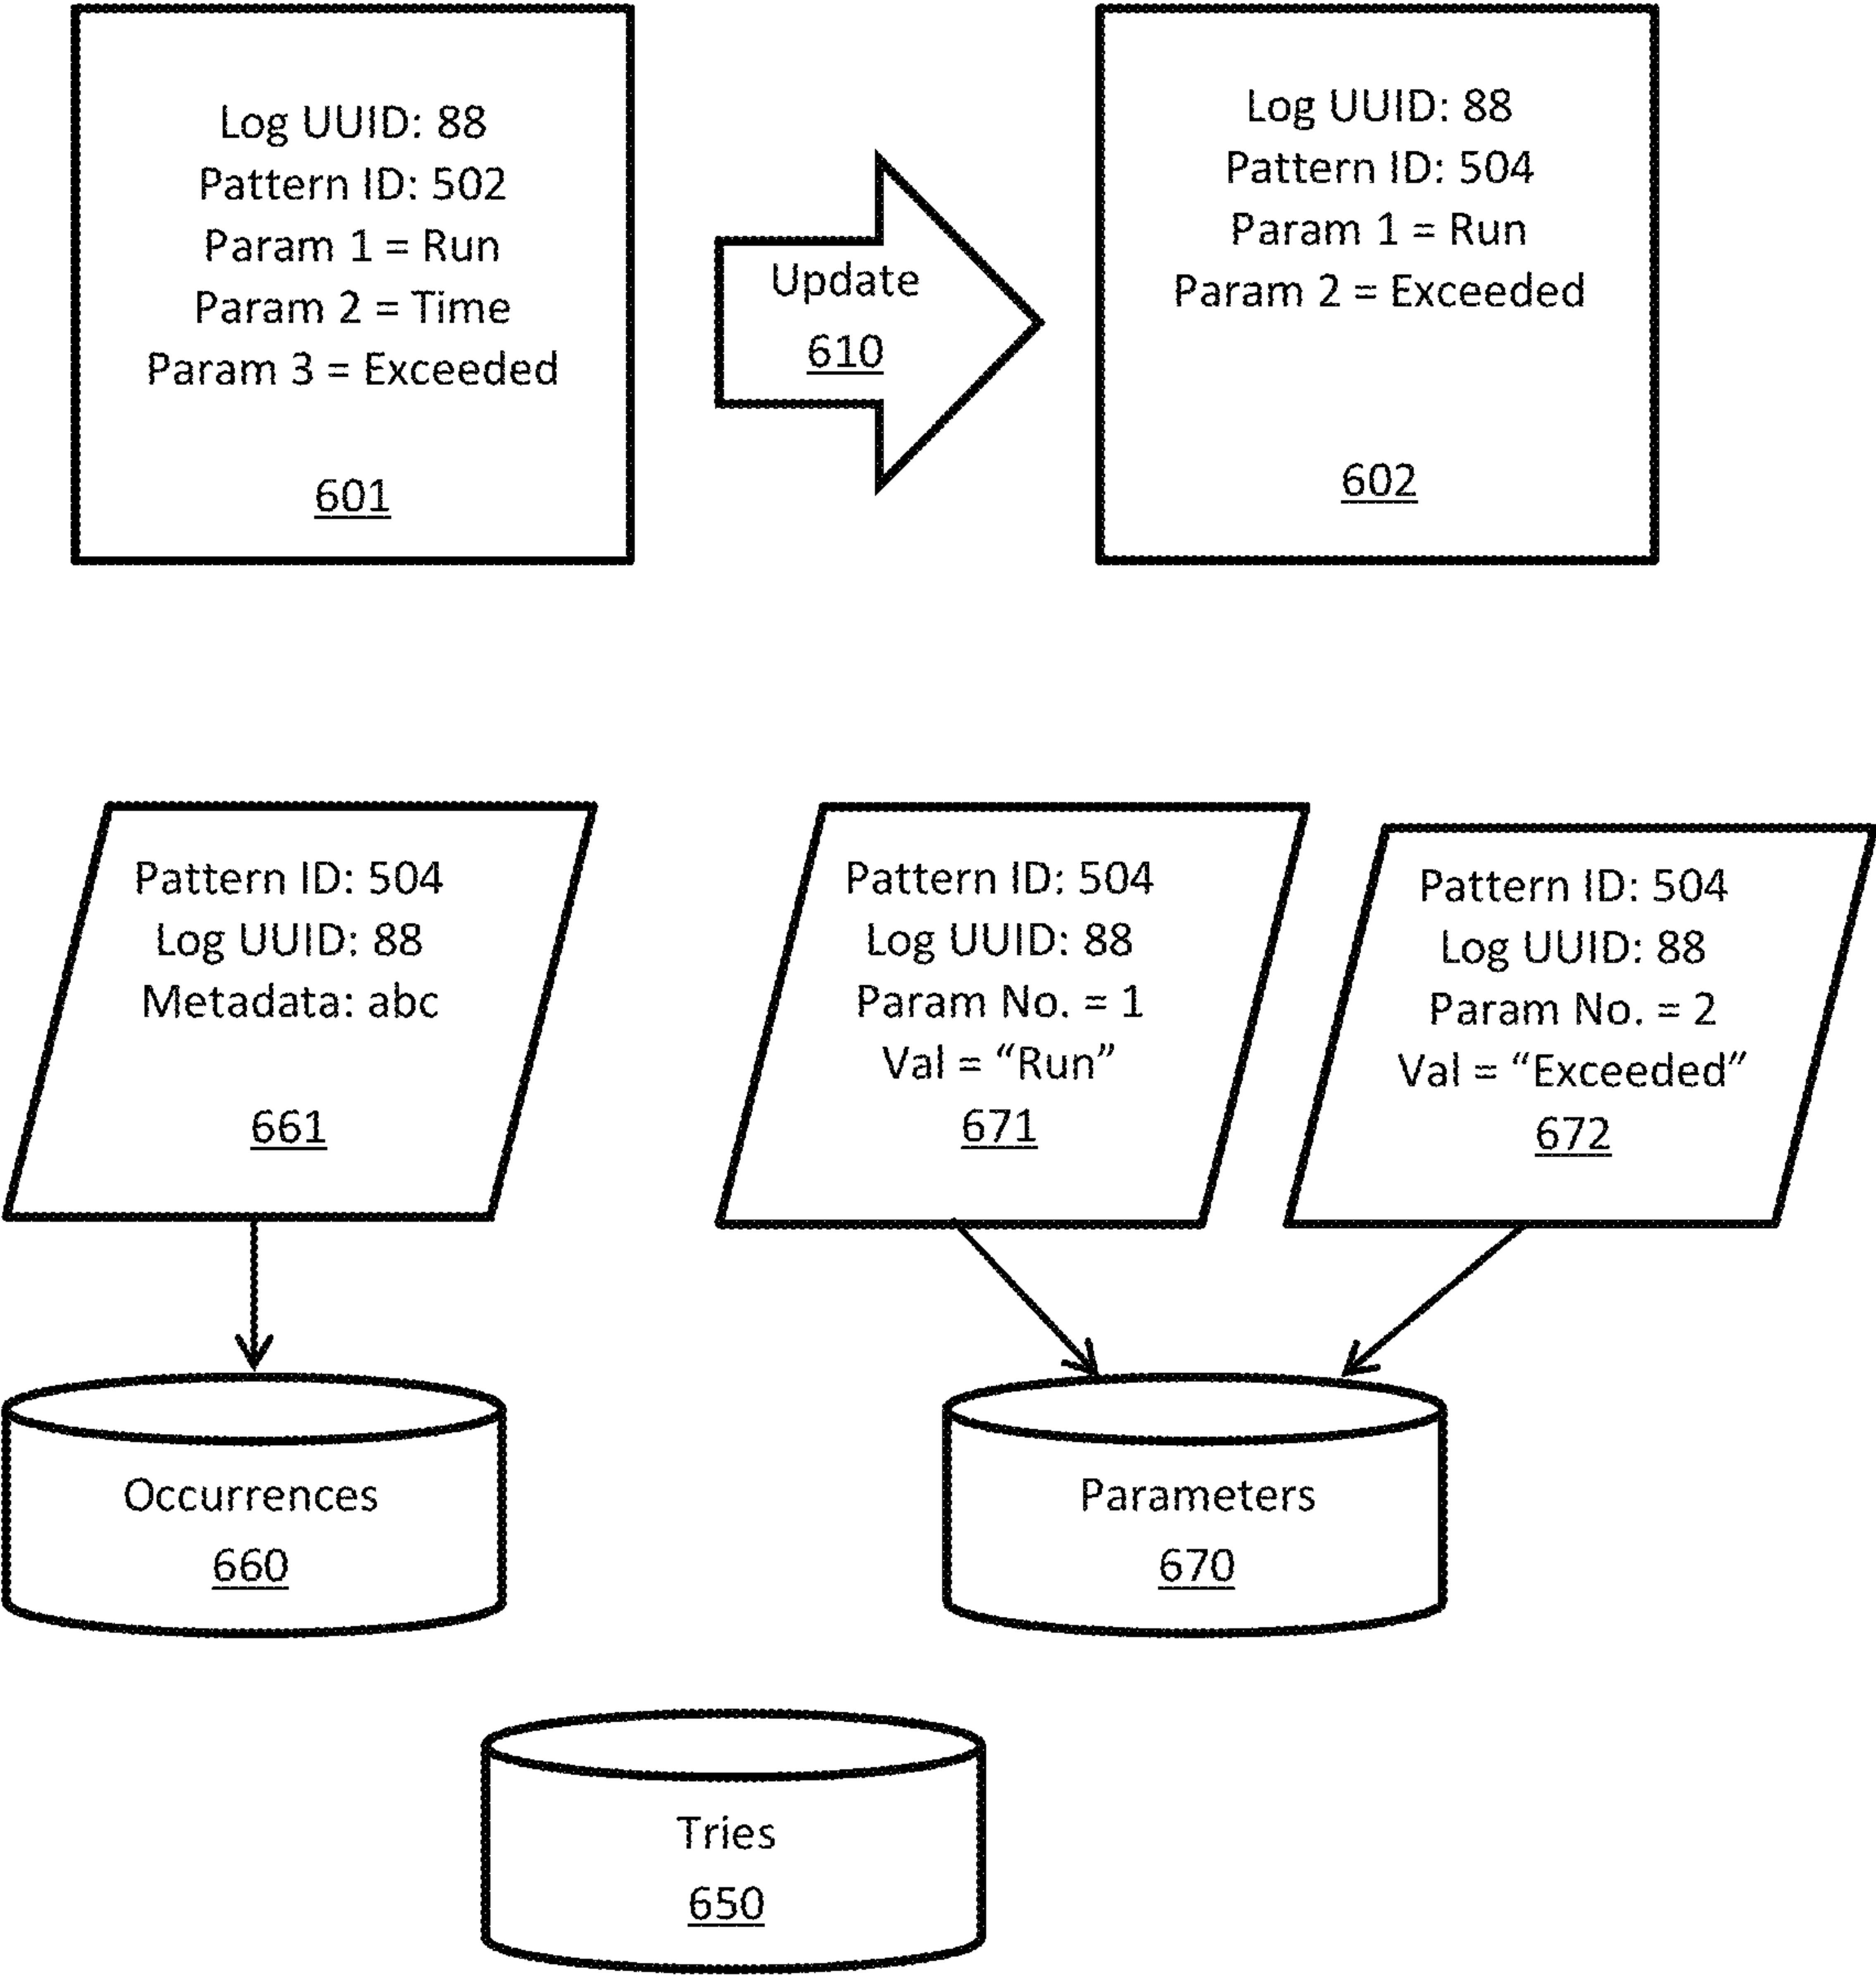 Log UUID: 88
Pattern ID: 502
Param 1 = Run
Param 2 = Time
Param 3 = Exceeded
601
Update
610
Log UUID: 88
Pattern ID: 504
Param 1 = Run
Param 2 = Exceeded
602
Pattern ID: 504
Log UUID: 88
Metadata: abc
661
Pattern ID: 504
Log UUID: 88
Param No. = 1
Val = “Run”
671
Pattern ID: 504
Log UUID: 88
Param No. = 2
Val = “Exceeded”
672
Occurrences
660
Parameters
670
Tries
650